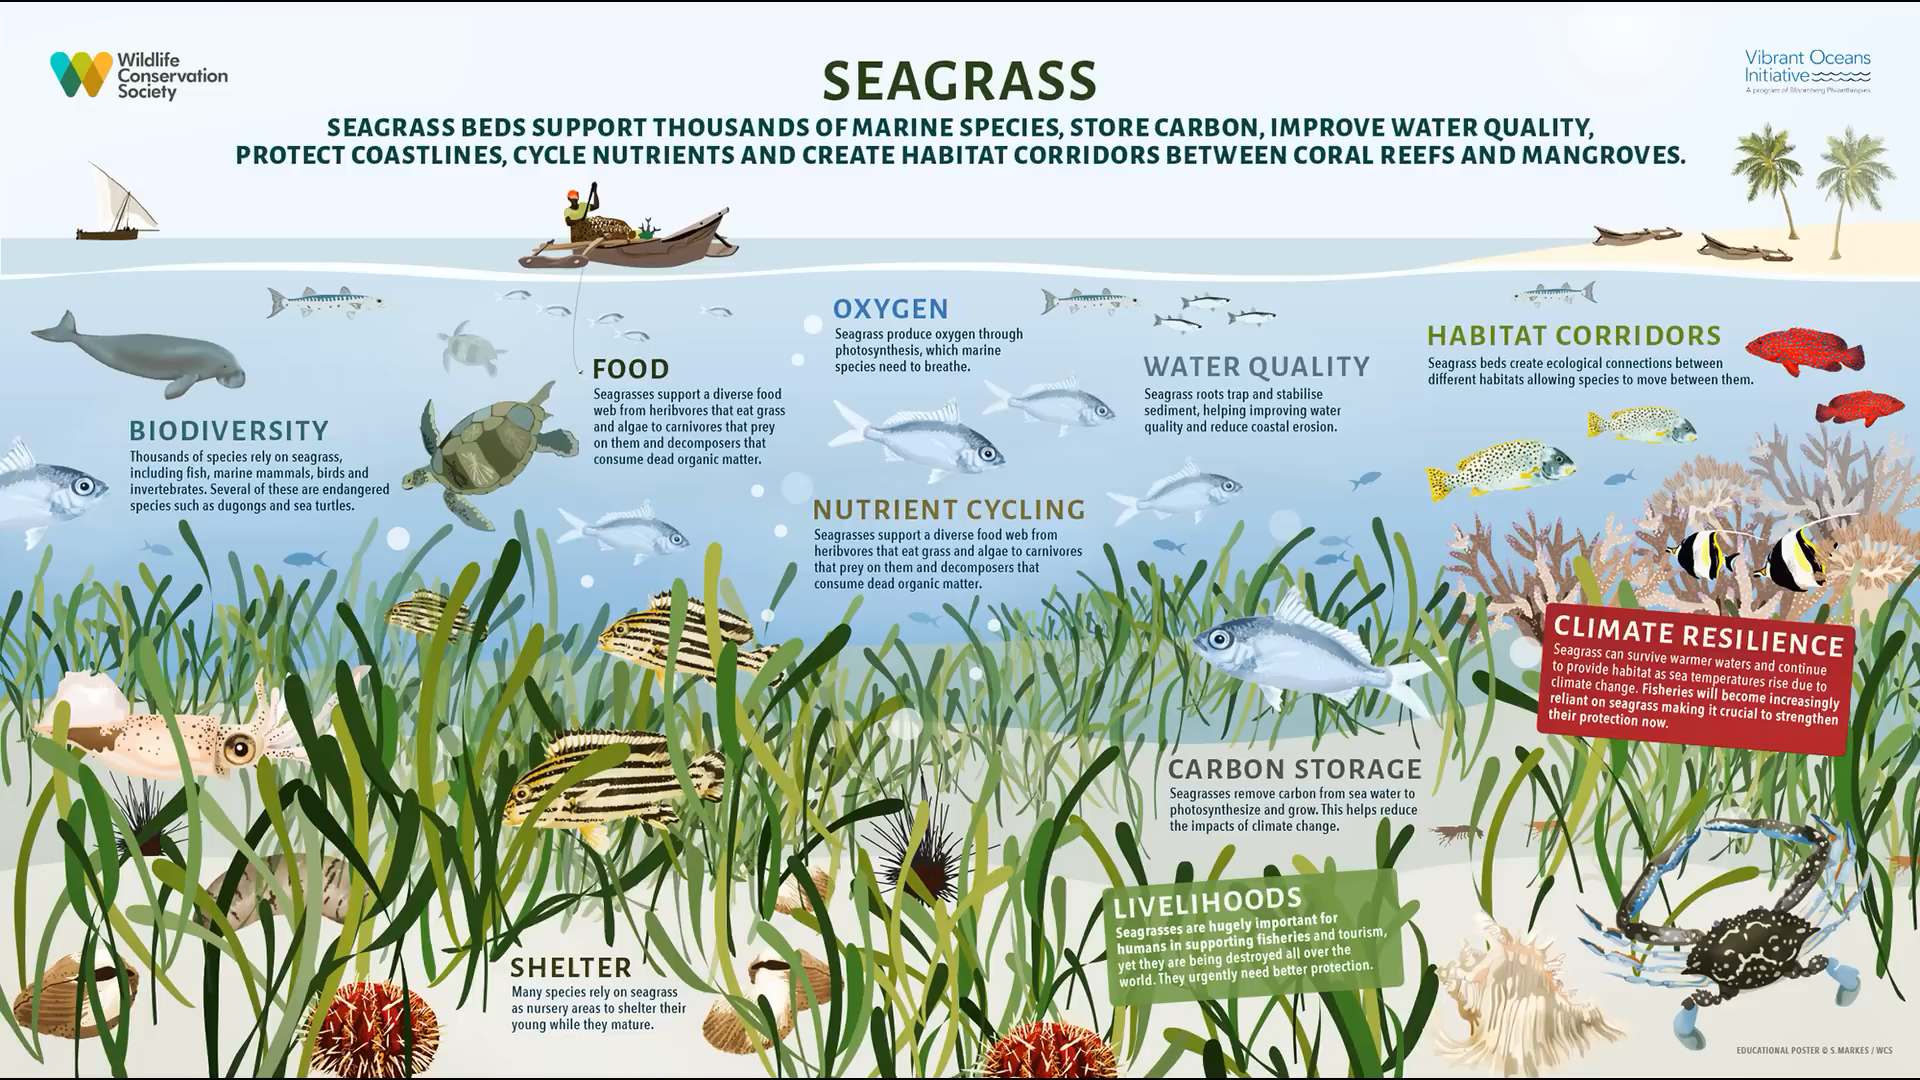 Wildlife
Conservation
Society
SEAGRASS
SEAGRASS BEDS SUPPORT THOUSANDS OF MARINE SPECIES, STORE CARBON, IMPROVE WATER QUALITY,
PROTECT COASTLINES, CYCLE NUTRIENTS AND CREATE HABITAT CORRIDORS BETWEEN CORAL REEFS AND MANGROVES.
Vibrant Oceans
Initiative
A program of Bloomberg Philanthropies
OXYGEN
Seagrass produce oxygen through
photosynthesis, which marine
species need to breathe.
HABITAT CORRIDORS
Seagrass beds create ecological connections between
different habitats allowing species to move between them.
FOOD
Seagrasses support a diverse food
web from heribvores that eat grass
and algae to carnivores that prey
on them and decomposers that
consume dead organic matter.
WATER QUALITY
Seagrass roots trap and stabilise
sediment, helping improving water
quality and reduce coastal erosion.
BIODIVERSITY
Thousands of species rely on seagrass,
including fish, marine mammals, birds and
invertebrates. Several of these are endangered
species such as dugongs and sea turtles.
NUTRIENT CYCLING
Seagrasses support a diverse food web from
heribvores that eat grass and algae to carnivores
that prey on them and decomposers that
consume dead organic matter.
CLIMATE RESILIENCE
Seagrass can survive warmer waters and continue
to provide habitat as sea temperatures rise due to
climate change. Fisheries will become increasingly
reliant on seagrass making it crucial to strengthen
their protection now.
CARBON STORAGE
Seagrasses remove carbon from sea water to
photosynthesize and grow. This helps reduce
the impacts of climate change.
LIVELIHOODS
Seagrasses are hugely important for
humans in supporting fisheries and tourism,
yet they are being destroyed all over the
world. They urgently need better protection.
SHELTER
Many species rely on seagrass
as nursery areas to shelter their
young while they mature.
EDUCATIONAL POSTER © S.MARKES / WCS